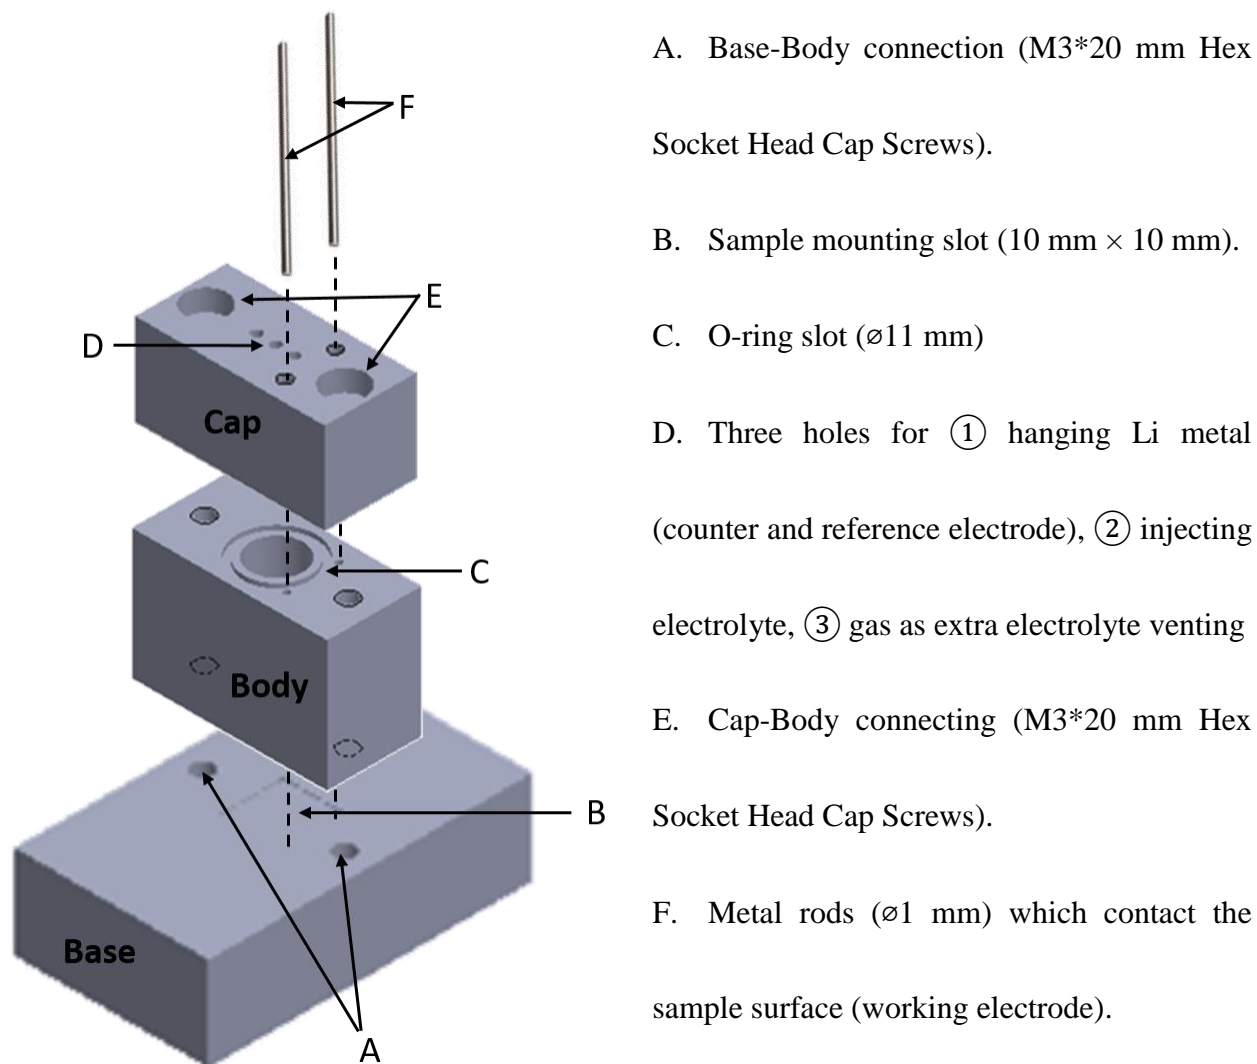 F
E
D
Cap
C
Body
B
Base
A
A. Base-Body connection (M3*20 mm Hex
Socket Head Cap Screws).
B. Sample mounting slot (10 mm × 10 mm).
C. O-ring slot (⌀11 mm)
D. Three holes for ① hanging Li metal
(counter and reference electrode), ② injecting
electrolyte, ③ gas as extra electrolyte venting
E. Cap-Body connecting (M3*20 mm Hex
Socket Head Cap Screws).
F. Metal rods (⌀1 mm) which contact the
sample surface (working electrode).